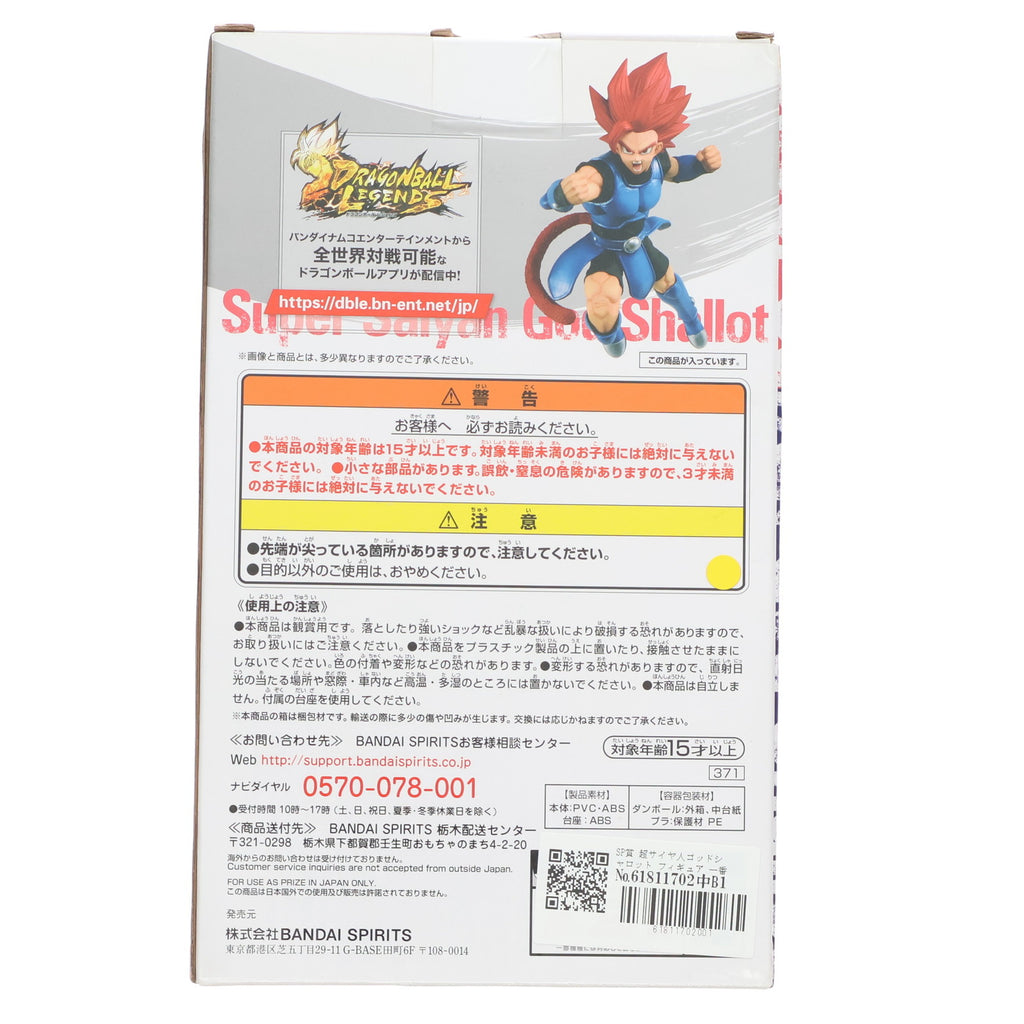 DRAGONBALL
LEGENDS
ドラゴンボール レジェンズ
バンダイナムコエンターテインメントから
全世界対戦可能な
ドラゴンボールアプリが配信中!
https://dble.bn-ent.net/jp/
Super Saiyan God Shallot
※画像と商品とは、多少異なりますのでご了承ください。
この商品が入っています。
警告
お客様へ 必ずお読みください。
●本商品の対象年齢は15才以上です。対象年齢未満のお子様には絶対に与えない
でください。 ●小さな部品があります。誤飲・窒息の危険がありますので、3才未満
のお子様には絶対に与えないでください。
注意
●先端が尖っている箇所がありますので、注意してください。
●目的以外のご使用は、おやめください。
《使用上の注意》
●本商品は観賞用です。落としたり強いショックなど乱暴な扱いにより破損する恐れがありますので、
お取り扱いにはご注意ください。●本商品をプラスチック製品の上に置いたり、接触させたままに
しないでください。色の付着や変形などの恐れがあります。●変形する恐れがありますので、直射日
光の当たる場所や窓際・車内など高温・多湿のところには置かないでください。●本商品は自立しま
せん。付属の台座を使用してください。
※本商品の箱は梱包材です。輸送の際に多少の傷や凹みが生じます。交換には応じかねますのでご了承ください。
≪お問い合わせ先≫ BANDAI SPIRITSお客様相談センター
対象年齢15才以上
Web http://support.bandaispirits.co.jp
371
ナビダイヤル 0570-078-001
●受付時間 10時〜17時(土、日、祝日、夏季・冬季休業日を除く)
【製品素材】
本体:PVC・ABS
台座:ABS
【容器包装材】
ダンボール:外箱、中台紙
プラ:保護材 PE
≪商品送付先≫ BANDAI SPIRITS 栃木配送センター
〒321-0298 栃木県下都賀郡壬生町おもちゃのまち4-2-20
海外からのお問い合わせは受け付けておりません。
Customer service inquiries are not accepted from outside Japan.
FOR USE AS PRIZE IN JAPAN ONLY.
この商品は日本国外での使用及び販売は許諾されておりません。
発売元
株式会社BANDAI SPIRITS
東京都港区芝五丁目29-11 G-BASE田町6F 〒108-0014
SP賞 超サイヤ人ゴッドシ
ャロット フィギュア 一番
No.61811702中B1
61811702001